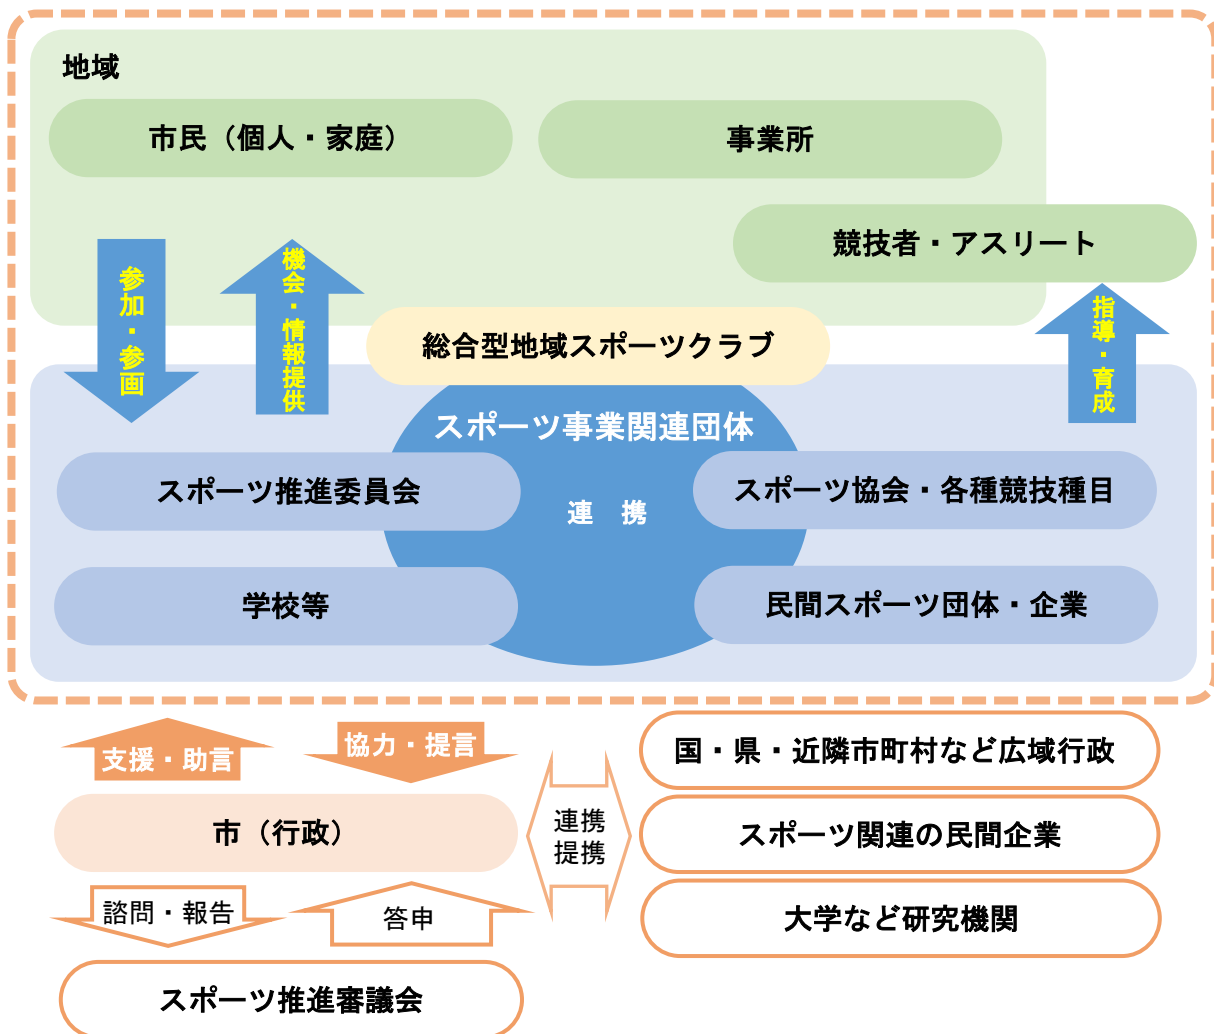 地域
市民（個人・家庭）
事業所
競技者・アスリート
参加・参画
機会・情報提供
指導・育成
総合型地域スポーツクラブ
スポーツ事業関連団体
スポーツ推進委員会
連　携
スポーツ協会・各種競技種目
学校等
民間スポーツ団体・企業
支援・助言
協力・提言
国・県・近隣市町村など広域行政
市（行政）
連携
提携
スポーツ関連の民間企業
諮問・報告
答申
大学など研究機関
スポーツ推進審議会